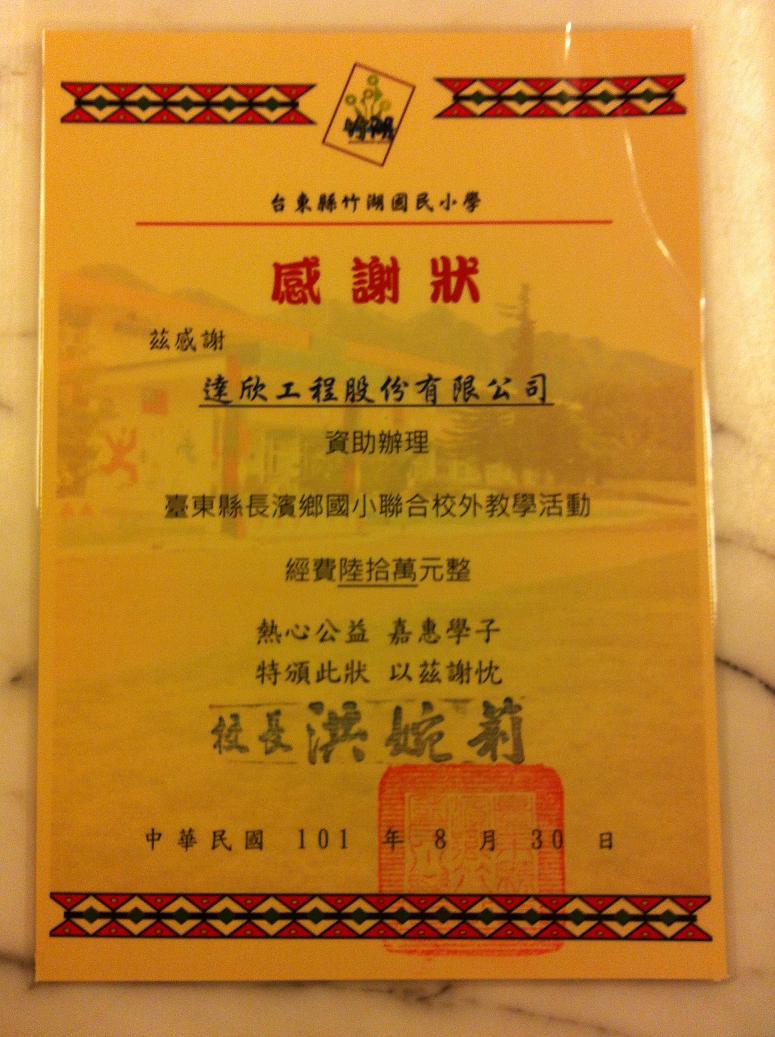 竹湖
台東縣竹湖國民小學
感謝狀
茲感謝
達欣工程股份有限公司
資助辦理
臺東縣長濱鄉國小聯合校外教學活動
經費陸拾萬元整
熱心公益 嘉惠學子
特頒此狀 以茲謝忱
校長洪婉莉
中華民國 101 年 8 月 30 日